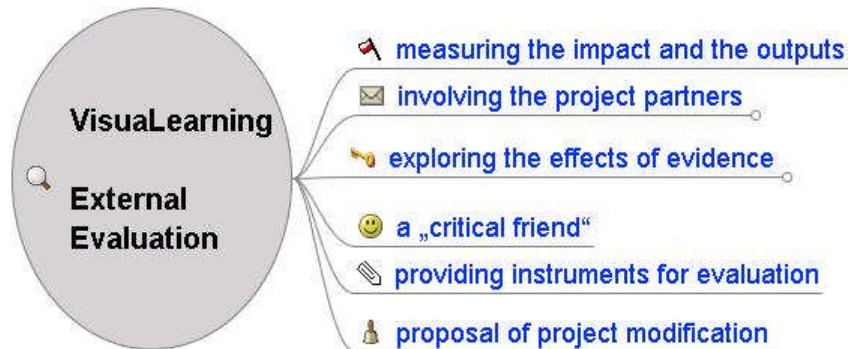 VisuaLearning
External
Evaluation
measuring the impact and the outputs
involving the project partners
exploring the effects of evidence
a „critical friend“
providing instruments for evaluation
proposal of project modification